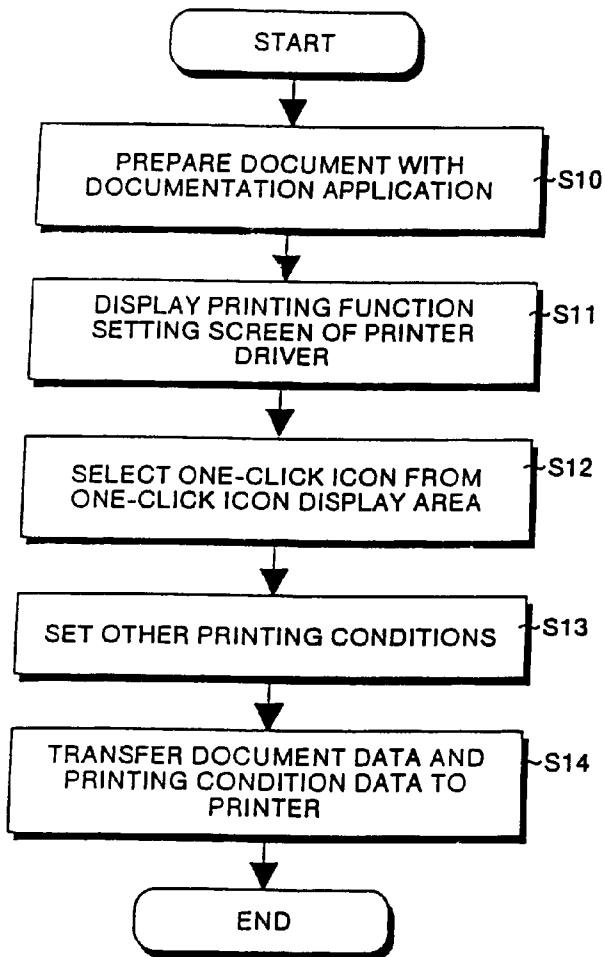 START
PREPARE DOCUMENT WITH
DOCUMENTATION APPLICATION
S10
DISPLAY PRINTING FUNCTION
SETTING SCREEN OF PRINTER
DRIVER
S11
SELECT ONE-CLICK ICON FROM
ONE-CLICK ICON DISPLAY AREA
S12
SET OTHER PRINTING CONDITIONS
S13
TRANSFER DOCUMENT DATA AND
PRINTING CONDITION DATA TO
PRINTER
S14
END